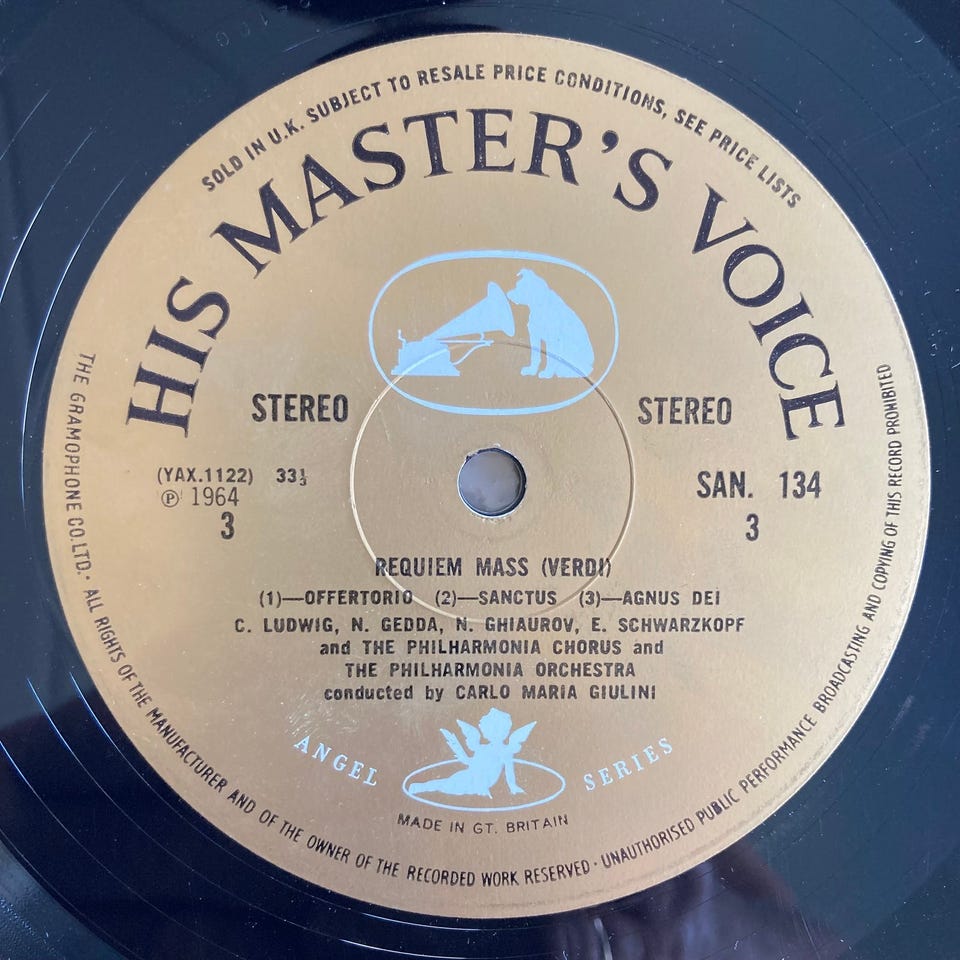 SOLD IN U.K. SUBJECT TO RESALE PRICE CONDITIONS, SEE PRICE LISTS
HIS MASTER'S VOICE
STEREO STEREO
(YAX.1122) 33⅓
℗ 1964
SAN. 134
3 3
REQUIEM MASS (VERDI)
(1)—OFFERTORIO (2)—SANCTUS (3)—AGNUS DEI
C. LUDWIG, N. GEDDA, N. GHIAUROV, E. SCHWARZKOPF
and THE PHILHARMONIA CHORUS and
THE PHILHARMONIA ORCHESTRA
conducted by CARLO MARIA GIULINI
ANGEL SERIES
MADE IN GT. BRITAIN
THE GRAMOPHONE CO. LTD. · ALL RIGHTS OF THE MANUFACTURER AND OF THE OWNER OF THE RECORDED WORK RESERVED · UNAUTHORISED PUBLIC PERFORMANCE BROADCASTING AND COPYING OF THIS RECORD PROHIBITED